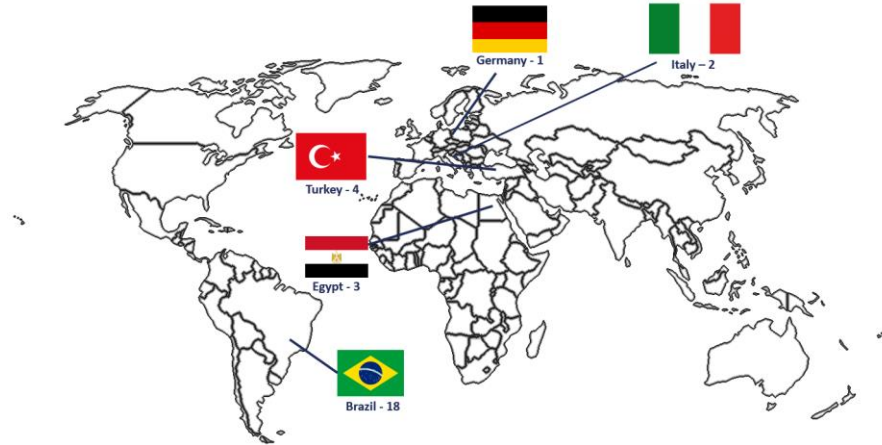 Germany - 1
Italy – 2
Turkey - 4
Egypt - 3
Brazil - 18